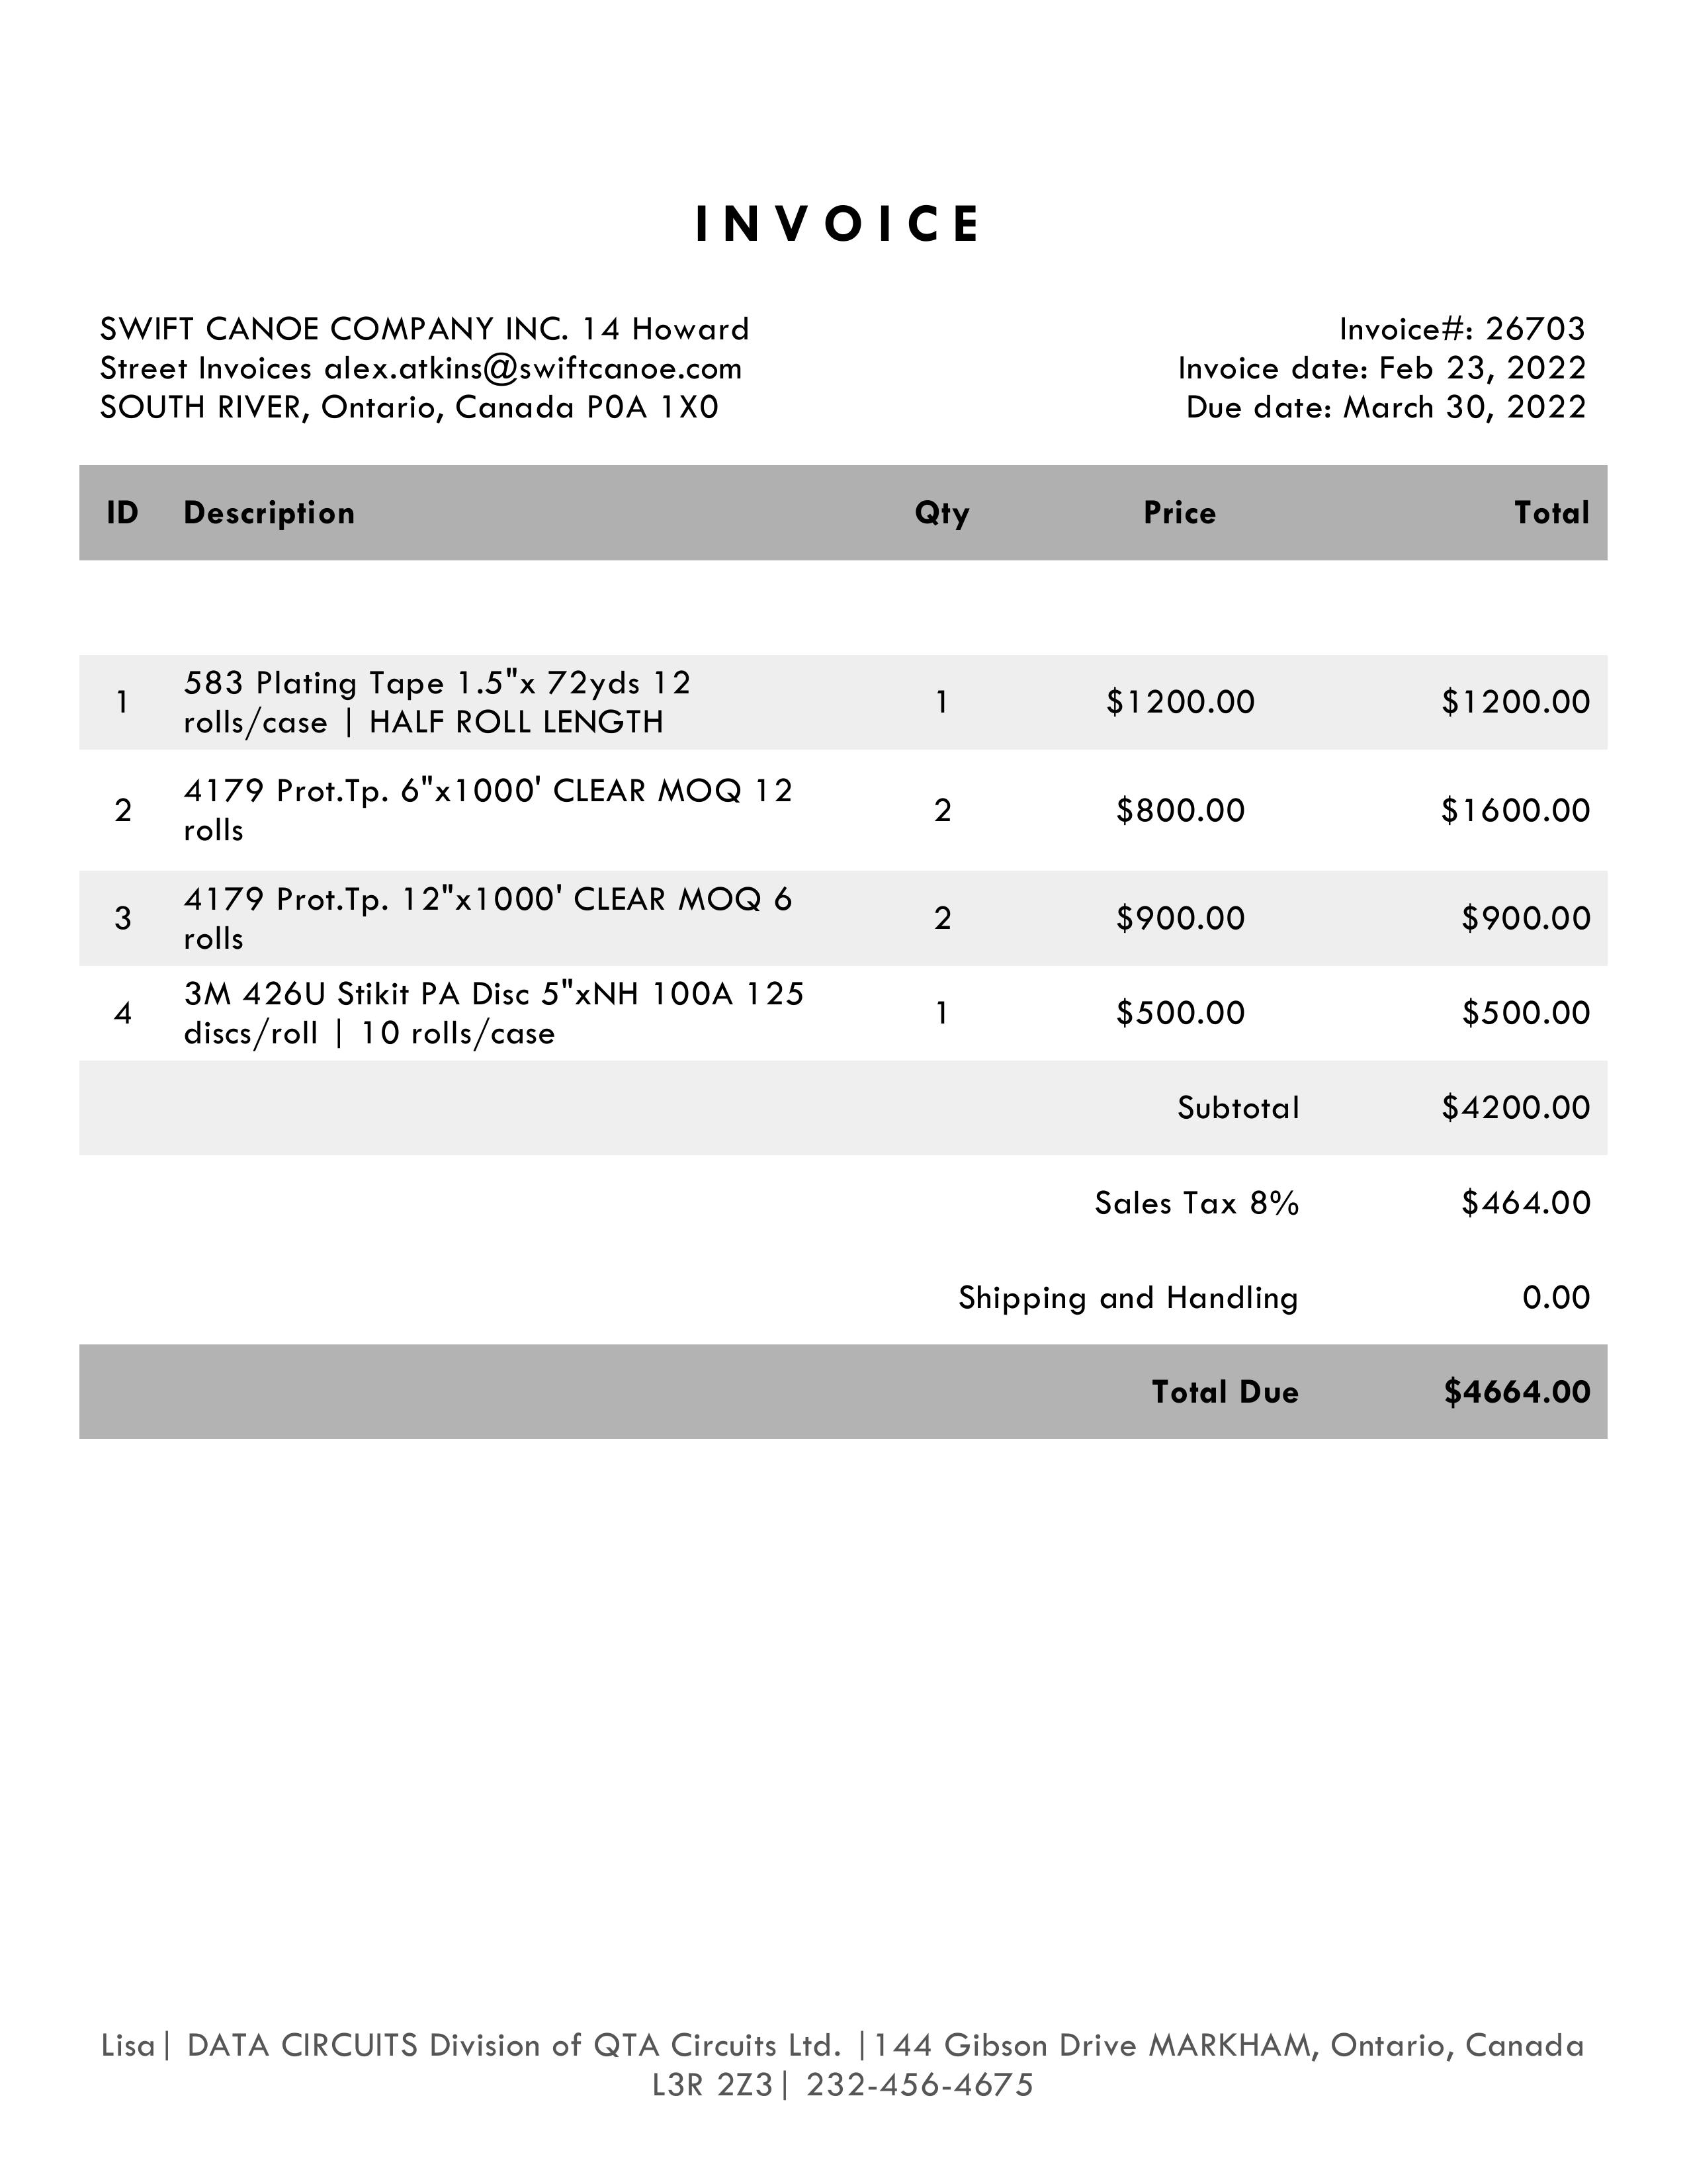 INVOICE
SWIFT CANOE COMPANY INC. 14 Howard
Street Invoices alex.atkins@swiftcanoe.com
SOUTH RIVER, Ontario, Canada P0A 1X0
Invoice#: 26703
Invoice date: Feb 23, 2022
Due date: March 30, 2022
ID Description Qty Price Total
1 583 Plating Tape 1.5"x 72yds 12
rolls/case | HALF ROLL LENGTH 1 $1200.00 $1200.00
2 4179 Prot.Tp. 6"x1000' CLEAR MOQ 12
rolls 2 $800.00 $1600.00
3 4179 Prot.Tp. 12"x1000' CLEAR MOQ 6
rolls 2 $900.00 $900.00
4 3M 426U Stikit PA Disc 5"xNH 100A 125
discs/roll | 10 rolls/case 1 $500.00 $500.00
Subtotal $4200.00
Sales Tax 8% $464.00
Shipping and Handling 0.00
Total Due $4664.00
Lisa| DATA CIRCUITS Division of QTA Circuits Ltd. |144 Gibson Drive MARKHAM, Ontario, Canada
L3R 2Z3| 232-456-4675